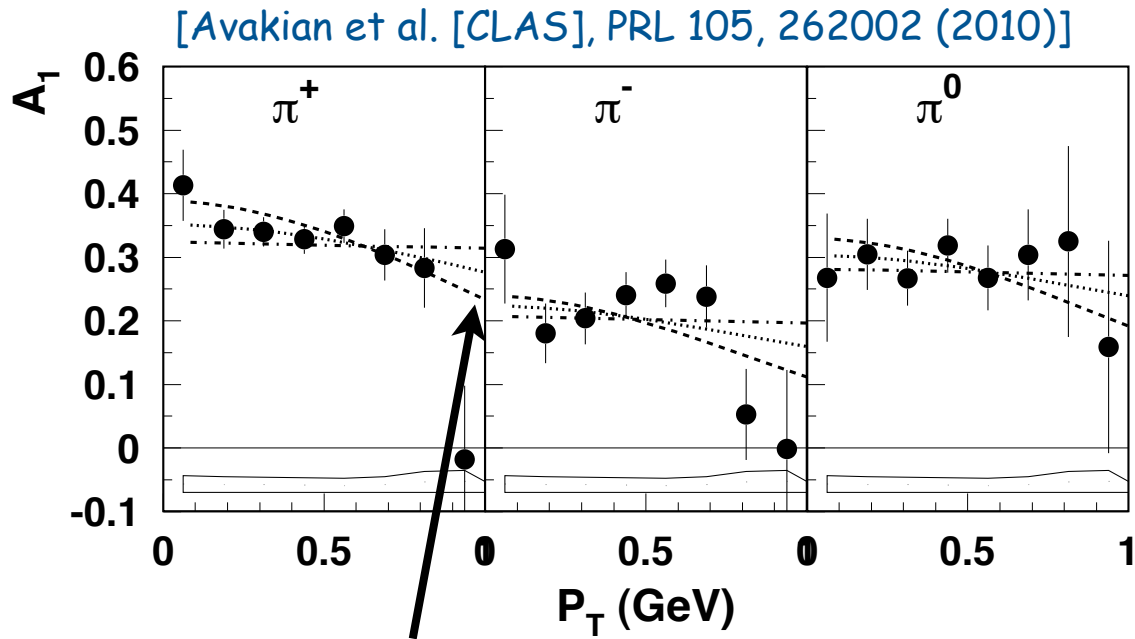 [Avakian et al. [CLAS], PRL 105, 262002 (2010)]
A₁
π⁺ π⁻ π⁰
0.6
0.5
0.4
0.3
0.2
0.1
0
-0.1
0 0.5 0 0.5 0 0.5 1
P_T (GeV)